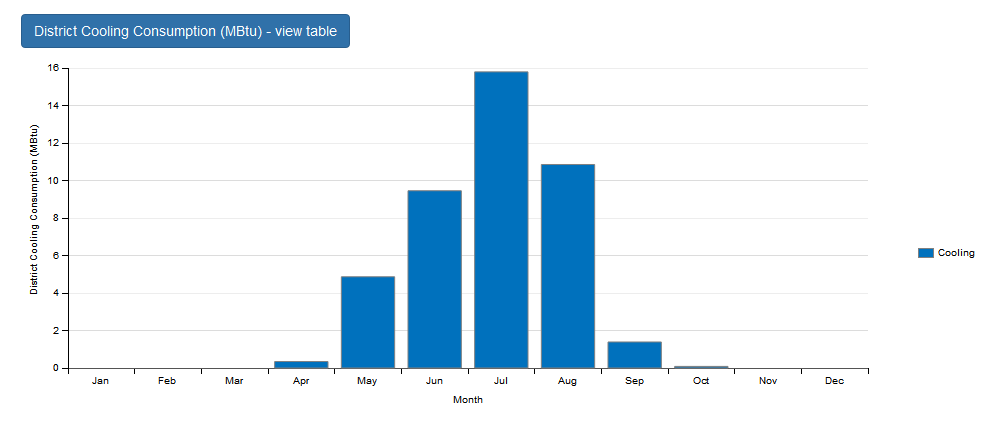 District Cooling Consumption (MBtu) - view table
District Cooling Consumption (MBtu)
16
14
12
10
8
6
4
2
0
Jan Feb Mar Apr May Jun Jul Aug Sep Oct Nov Dec
Month
Cooling